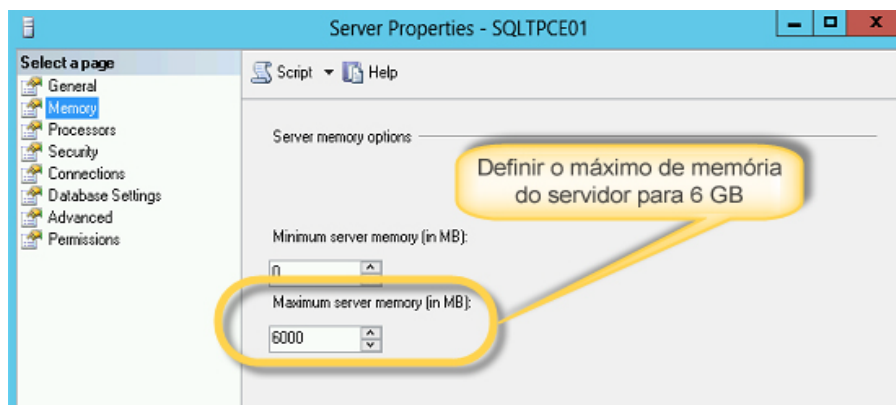 Server Properties - SQLTPCE01
Select a page
General
Memory
Processors
Security
Connections
Database Settings
Advanced
Permissions
Script Help
Server memory options
Definir o máximo de memória
do servidor para 6 GB
Minimum server memory (in MB):
0
Maximum server memory (in MB):
6000